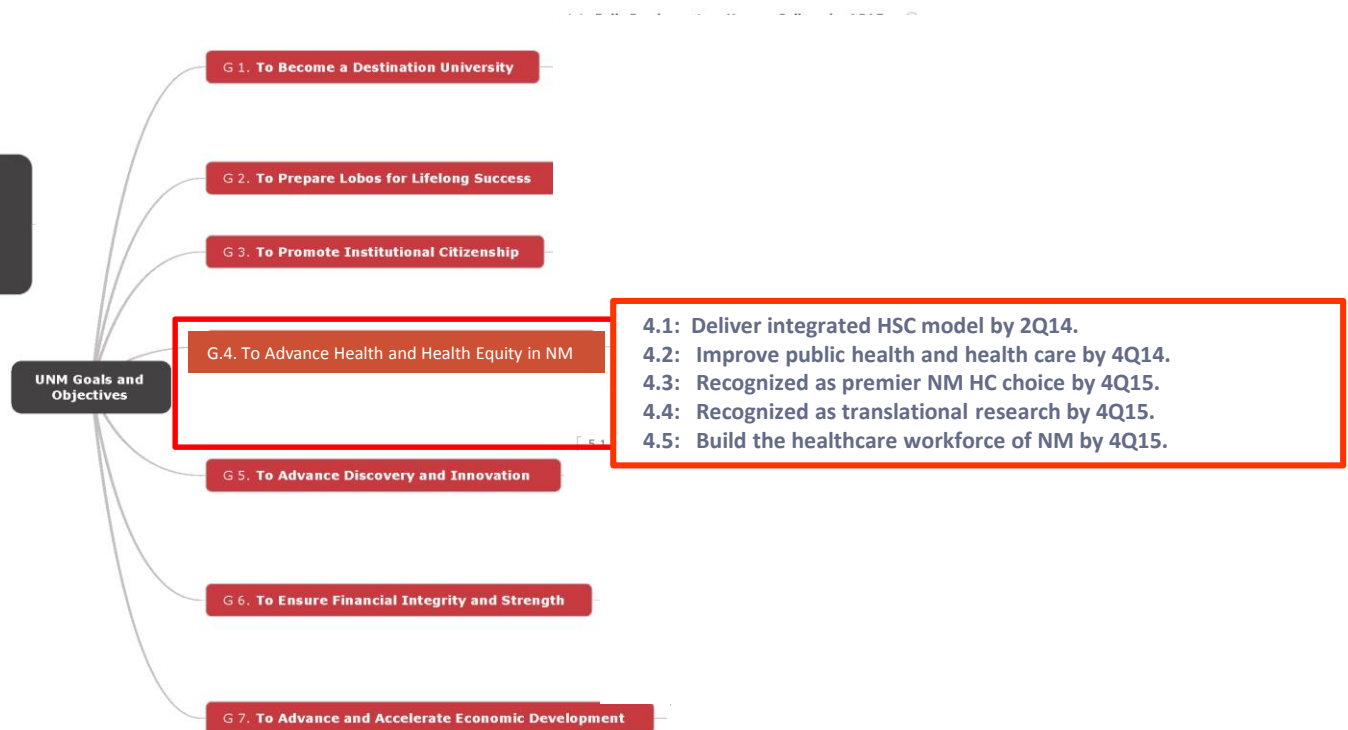 G 1. To Become a Destination University
G 2. To Prepare Lobos for Lifelong Success
G 3. To Promote Institutional Citizenship
G.4. To Advance Health and Health Equity in NM
4.1: Deliver integrated HSC model by 2Q14.
4.2: Improve public health and health care by 4Q14.
4.3: Recognized as premier NM HC choice by 4Q15.
4.4: Recognized as translational research by 4Q15.
4.5: Build the healthcare workforce of NM by 4Q15.
UNM Goals and
Objectives
5.1
G 5. To Advance Discovery and Innovation
G 6. To Ensure Financial Integrity and Strength
G 7. To Advance and Accelerate Economic Development